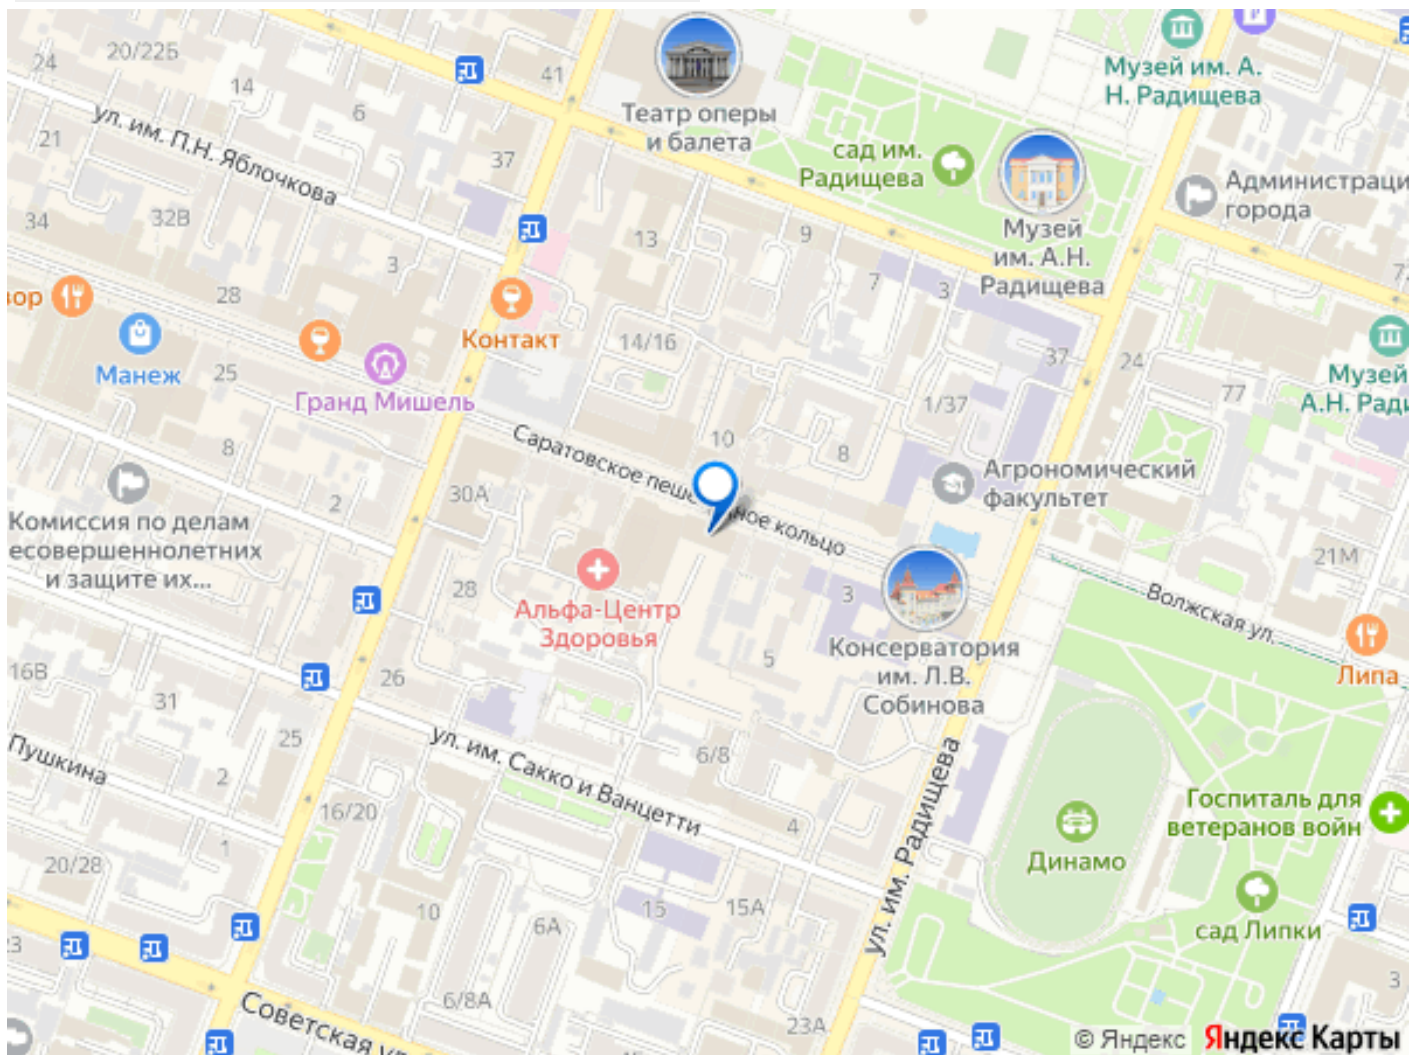 20/22Б
24
14
41
6
21
ул. им. П.Н. Яблочкова
37
Театр оперы
и балета
Музей им. А.
Н. Радищева
сад им.
Радищева
Администраци
города
Музей
им. А.Н.
Радищева
34
32В
3
13
9
7
3
28
вор
Контакт
14/16
37
24
Манеж
25
Гранд Мишель
77
Музей
А.Н. Ради
1/37
8
10
8
Саратовское пеше
ное кольцо
Агрономический
факультет
2
30А
Комиссия по делам
есовершеннолетних
и защите их...
21М
28
Альфа-Центр
Здоровья
3
Волжская ул.
Консерватория
им. Л.В.
Собинова
5
Липа
16В
31
26
25
Пушкина
2
ул. им. Сакко и Ванцетти
6/8
ул. им. Радищева
16/20
4
Госпиталь для
ветеранов войн
Динамо
1
20/28
10
6А
15
15А
сад Липки
23
6/8А
3
Советская ул.
23А
© Яндекс Яндекс Карты